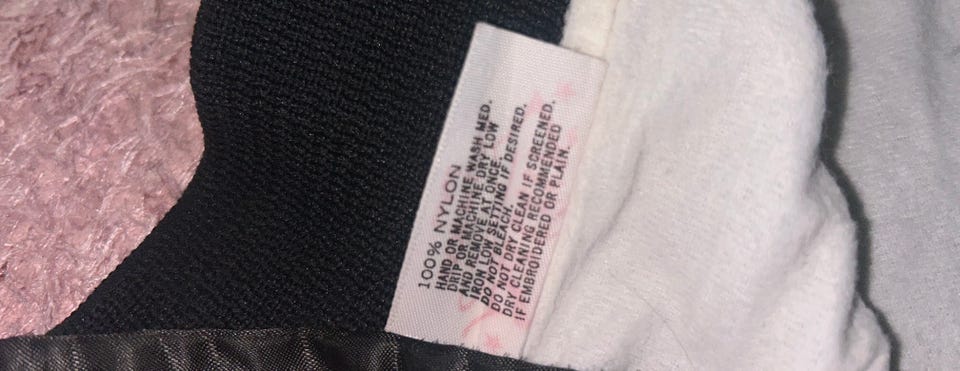 100% NYLON
HAND OR MACHINE WASH MED.
DRIP OR MACHINE DRY LOW
AND REMOVE AT ONCE.
IRON LOW SETTING IF DESIRED.
DO NOT BLEACH.
DO NOT DRY CLEAN IF SCREENED.
DRY CLEANING RECOMMENDED
IF EMBROIDERED OR PLAIN.